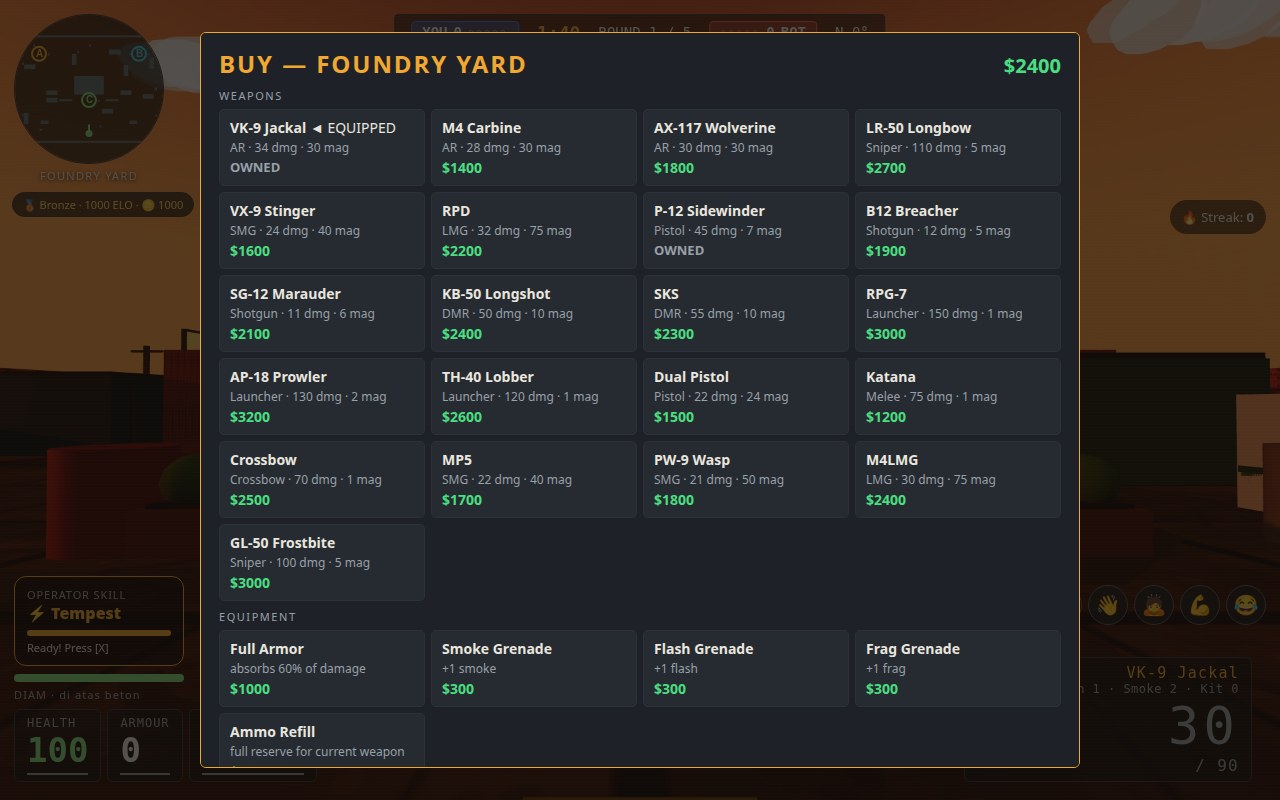 YOU 0
1:40
ROUND 1 / 5
0 BOT
N 0°
BUY — FOUNDRY YARD
$2400
WEAPONS
VK-9 Jackal ◄ EQUIPPED
AR · 34 dmg · 30 mag
OWNED
M4 Carbine
AR · 28 dmg · 30 mag
$1400
AX-117 Wolverine
AR · 30 dmg · 30 mag
$1800
LR-50 Longbow
Sniper · 110 dmg · 5 mag
$2700
VX-9 Stinger
SMG · 24 dmg · 40 mag
$1600
RPD
LMG · 32 dmg · 75 mag
$2200
P-12 Sidewinder
Pistol · 45 dmg · 7 mag
OWNED
B12 Breacher
Shotgun · 12 dmg · 5 mag
$1900
SG-12 Marauder
Shotgun · 11 dmg · 6 mag
$2100
KB-50 Longshot
DMR · 50 dmg · 10 mag
$2400
SKS
DMR · 55 dmg · 10 mag
$2300
RPG-7
Launcher · 150 dmg · 1 mag
$3000
AP-18 Prowler
Launcher · 130 dmg · 2 mag
$3200
TH-40 Lobber
Launcher · 120 dmg · 1 mag
$2600
Dual Pistol
Pistol · 22 dmg · 24 mag
$1500
Katana
Melee · 75 dmg · 1 mag
$1200
Crossbow
Crossbow · 70 dmg · 1 mag
$2500
MP5
SMG · 22 dmg · 40 mag
$1700
PW-9 Wasp
SMG · 21 dmg · 50 mag
$1800
M4LMG
LMG · 30 dmg · 75 mag
$2400
GL-50 Frostbite
Sniper · 100 dmg · 5 mag
$3000
EQUIPMENT
Full Armor
absorbs 60% of damage
$1000
Smoke Grenade
+1 smoke
$300
Flash Grenade
+1 flash
$300
Frag Grenade
+1 frag
$300
Ammo Refill
full reserve for current weapon
A
B
C
FOUNDRY YARD
Bronze · 1000 ELO · 1000
Streak: 0
OPERATOR SKILL
Tempest
Ready! Press [X]
DIAM · di atas beton
HEALTH
100
ARMOUR
0
VK-9 Jackal
1 · Smoke 2 · Kit 0
30
/ 90